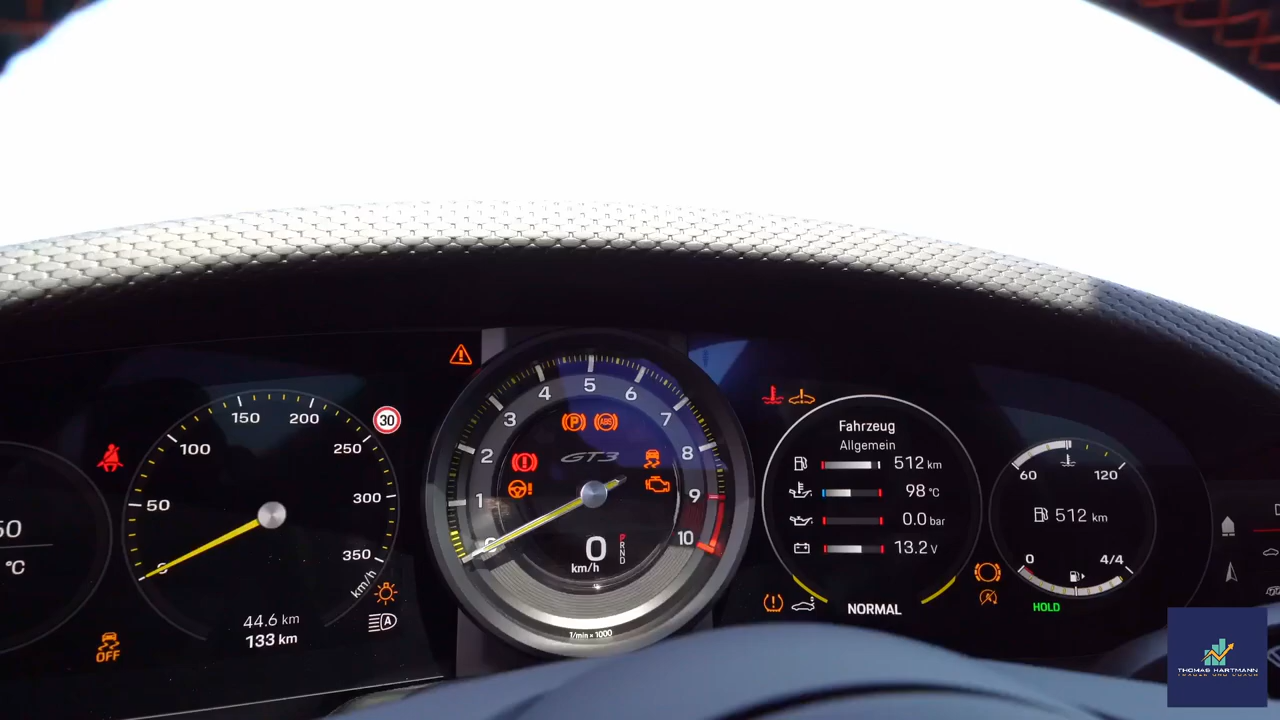 50
°C
OFF
50
100
150
200
250
300
350
km/h
44.6 km
133 km
30
A
1
2
3
4
5
6
7
8
9
10
P
ABS
GT3
0
km/h
P
R
N
D
1/min × 1000
Fahrzeug
Allgemein
512 km
98 °C
0.0 bar
13.2 V
NORMAL
60
120
512 km
0
4/4
HOLD
THOMAS HARTMANN